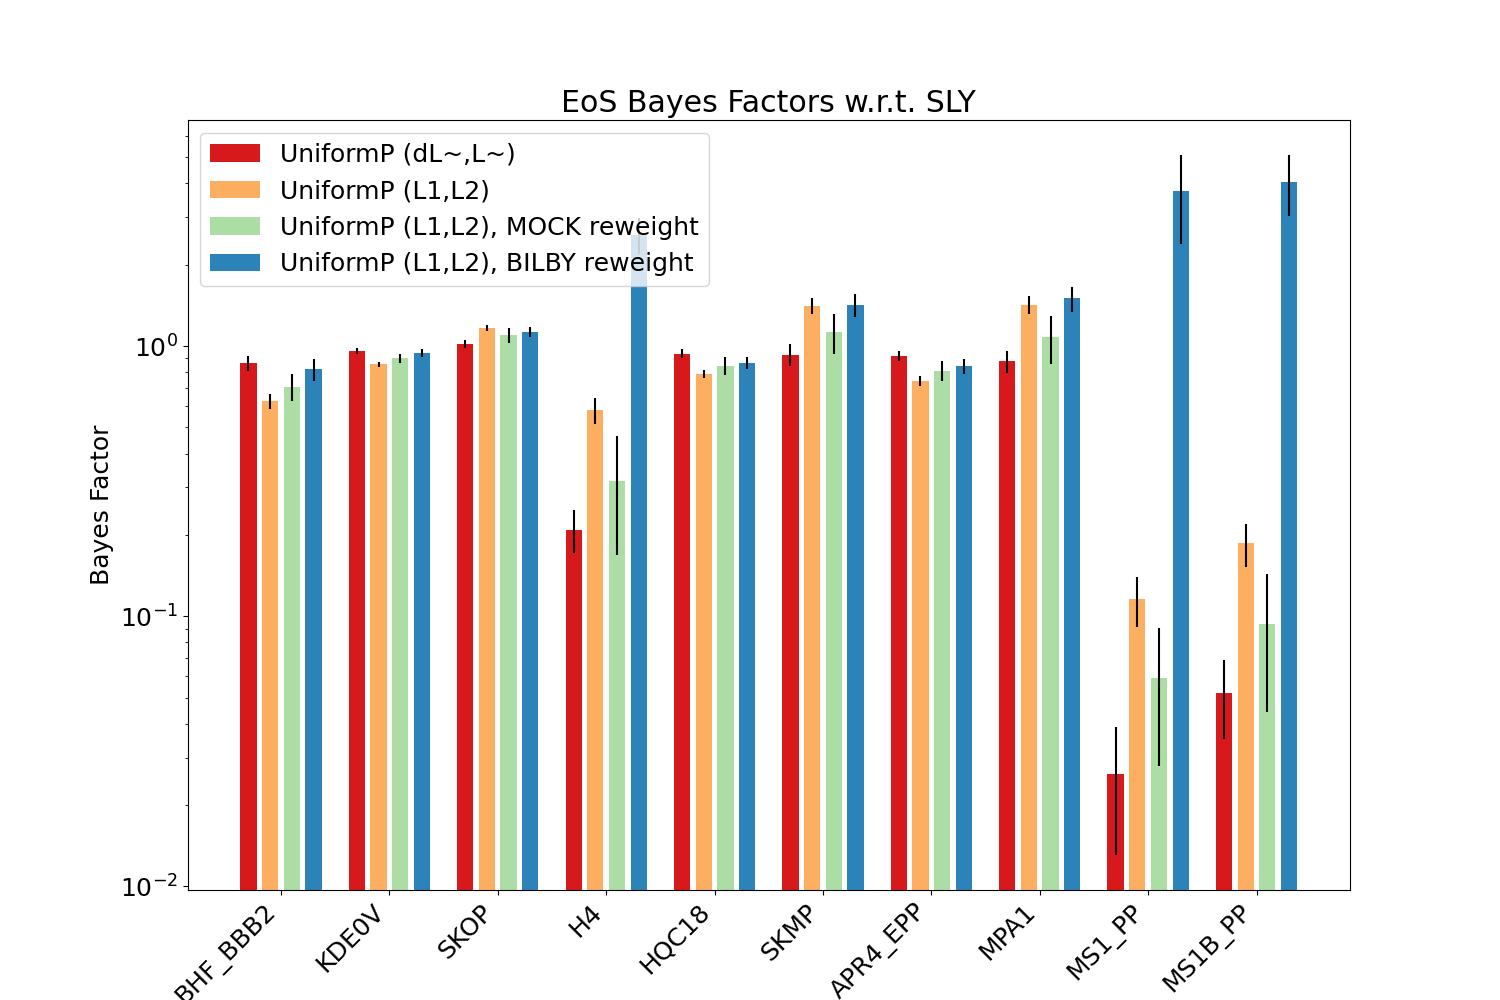 EoS Bayes Factors w.r.t. SLY
UniformP (dL~,L~)
UniformP (L1,L2)
UniformP (L1,L2), MOCK reweight
UniformP (L1,L2), BILBY reweight
Bayes Factor
10^0
10^−1
10^−2
BHF_BBB2
KDE0V
SKOP
H4
HQC18
SKMP
APR4_EPP
MPA1
MS1_PP
MS1B_PP